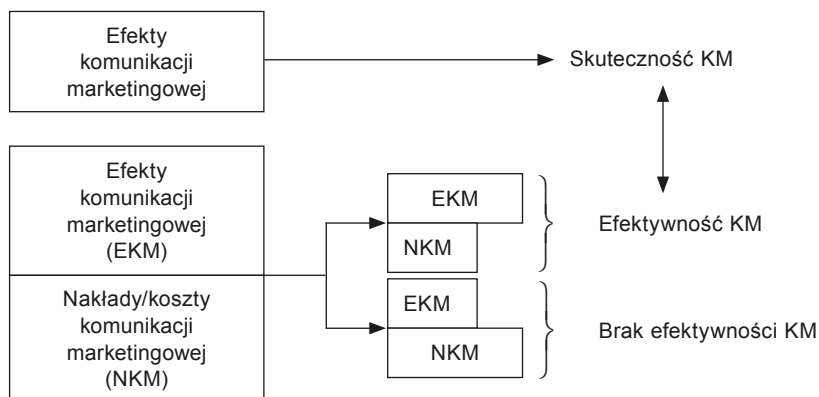 Efekty
komunikacji
marketingowej
Skuteczność KM
Efekty
komunikacji
marketingowej
(EKM)
Nakłady/koszty
komunikacji
marketingowej
(NKM)
EKM
NKM
Efektywność KM
EKM
NKM
Brak efektywności KM